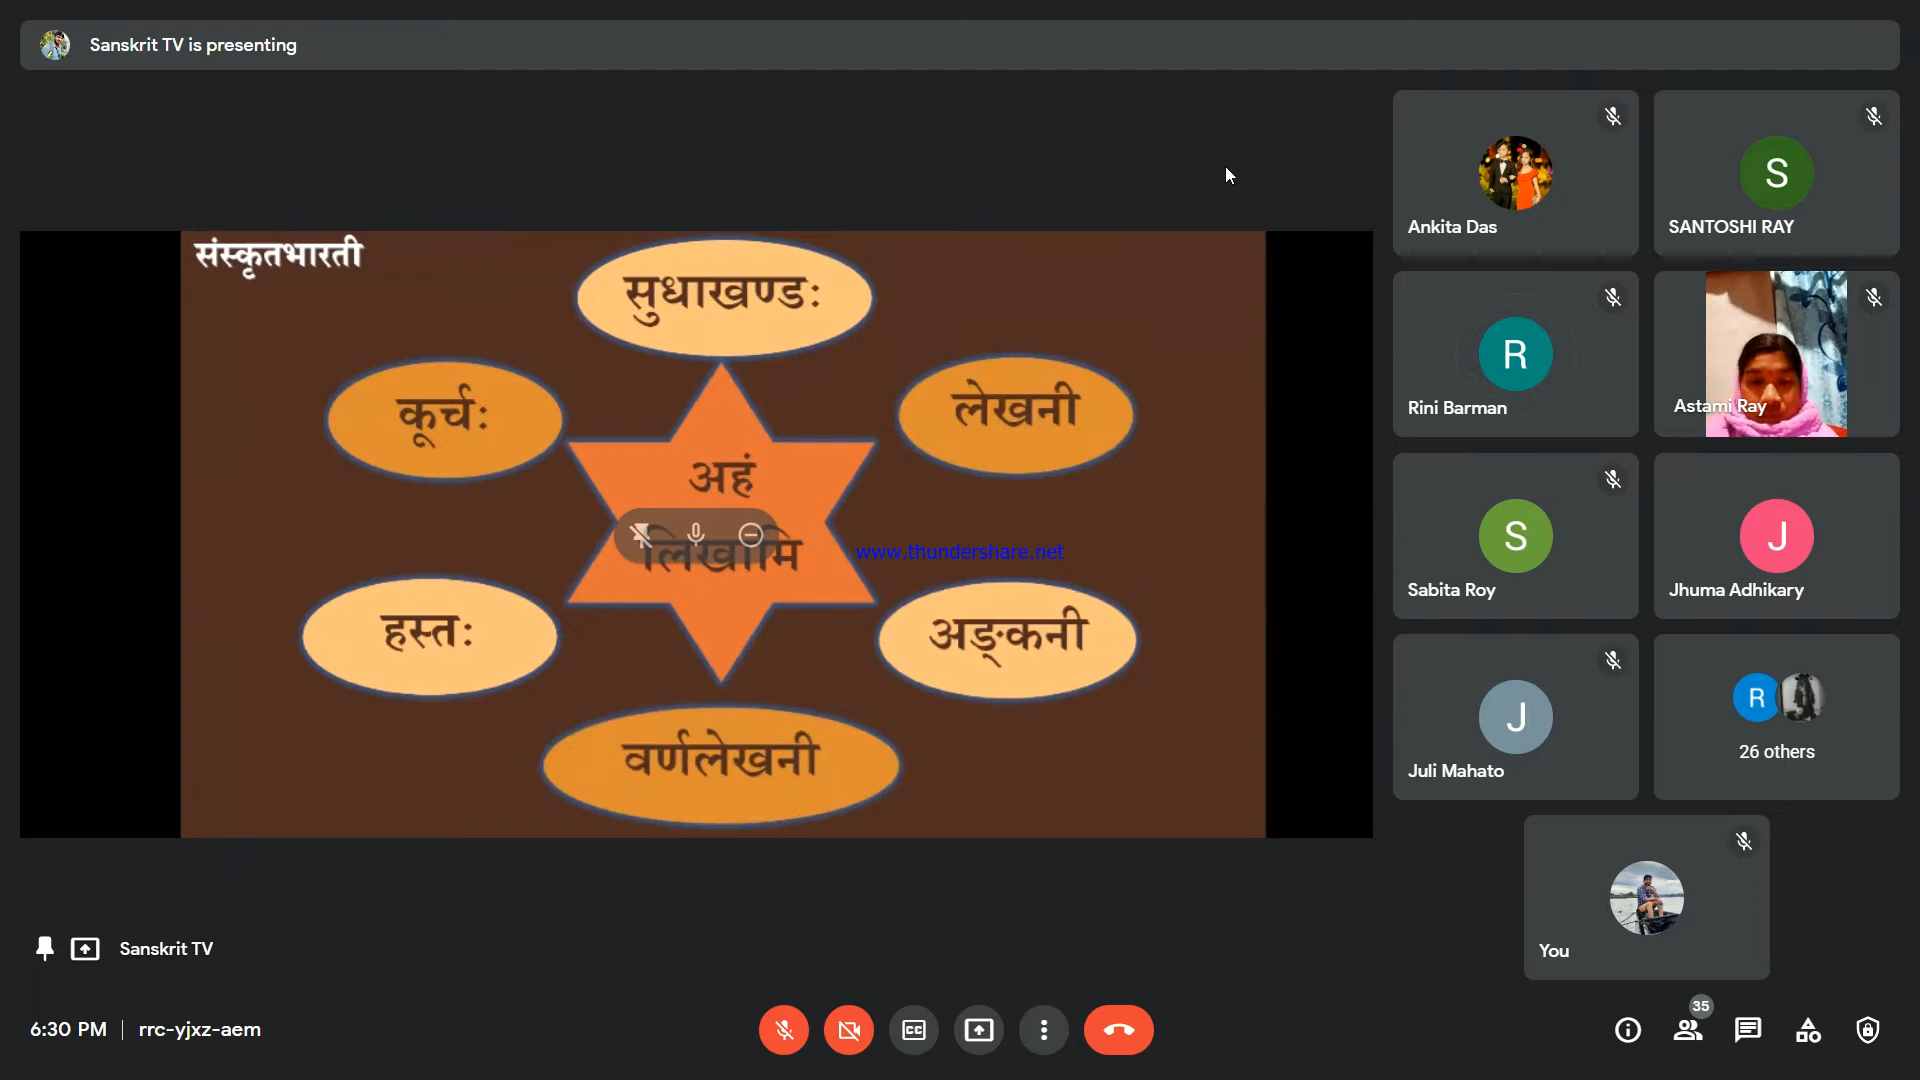 Sanskrit TV is presenting
संस्कृतभारती
सुधाखण्डः
कूर्चः
लेखनी
अहं
लिखामि
www.thundershare.net
हस्तः
अङ्कनी
वर्णलेखनी
Ankita Das
S
SANTOSHI RAY
R
Rini Barman
Astami Ray
S
Sabita Roy
J
Jhuma Adhikary
J
Juli Mahato
R
26 others
You
Sanskrit TV
6:30 PM | rrc-yjxz-aem
CC
35